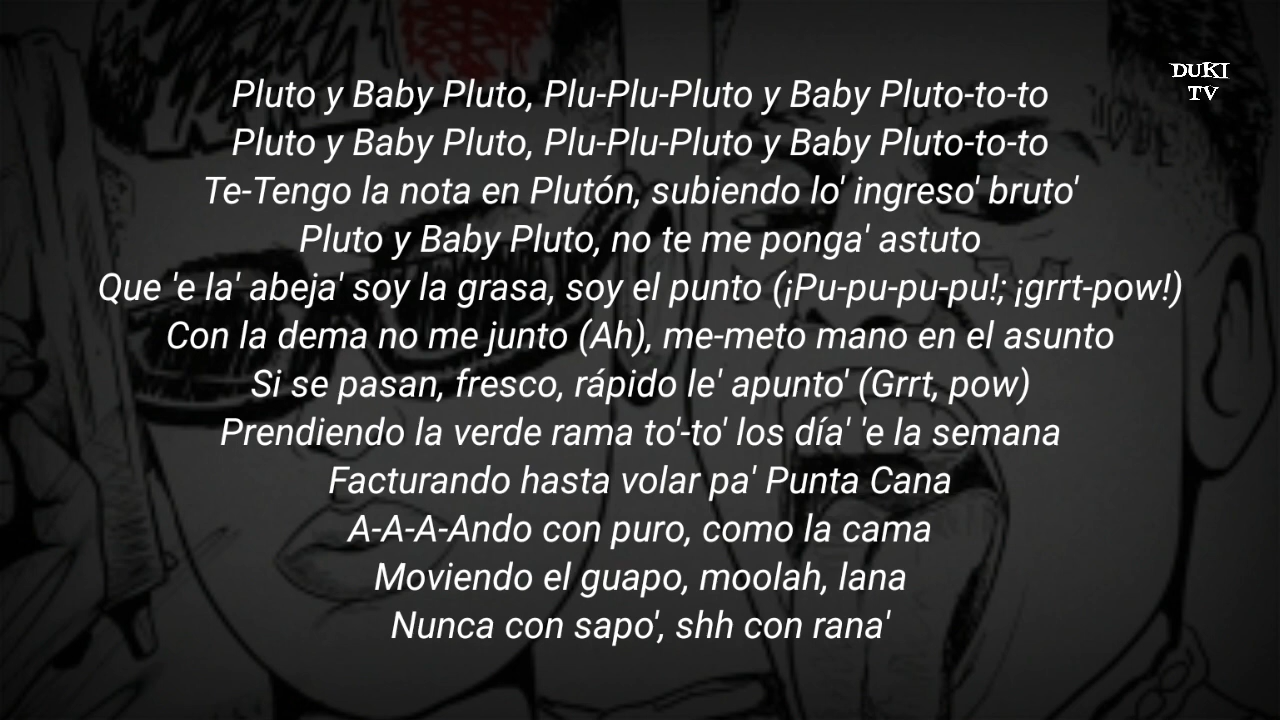 DUKI
TV
Pluto y Baby Pluto, Plu-Plu-Pluto y Baby Pluto-to-to
Pluto y Baby Pluto, Plu-Plu-Pluto y Baby Pluto-to-to
Te-Tengo la nota en Plutón, subiendo lo' ingreso' bruto'
Pluto y Baby Pluto, no te me ponga' astuto
Que 'e la' abeja' soy la grasa, soy el punto (¡Pu-pu-pu-pu!; ¡grrt-pow!)
Con la dema no me junto (Ah), me-meto mano en el asunto
Si se pasan, fresco, rápido le' apunto' (Grrt, pow)
Prendiendo la verde rama to'-to' los día' 'e la semana
Facturando hasta volar pa' Punta Cana
A-A-A-Ando con puro, como la cama
Moviendo el guapo, moolah, lana
Nunca con sapo', shh con rana'